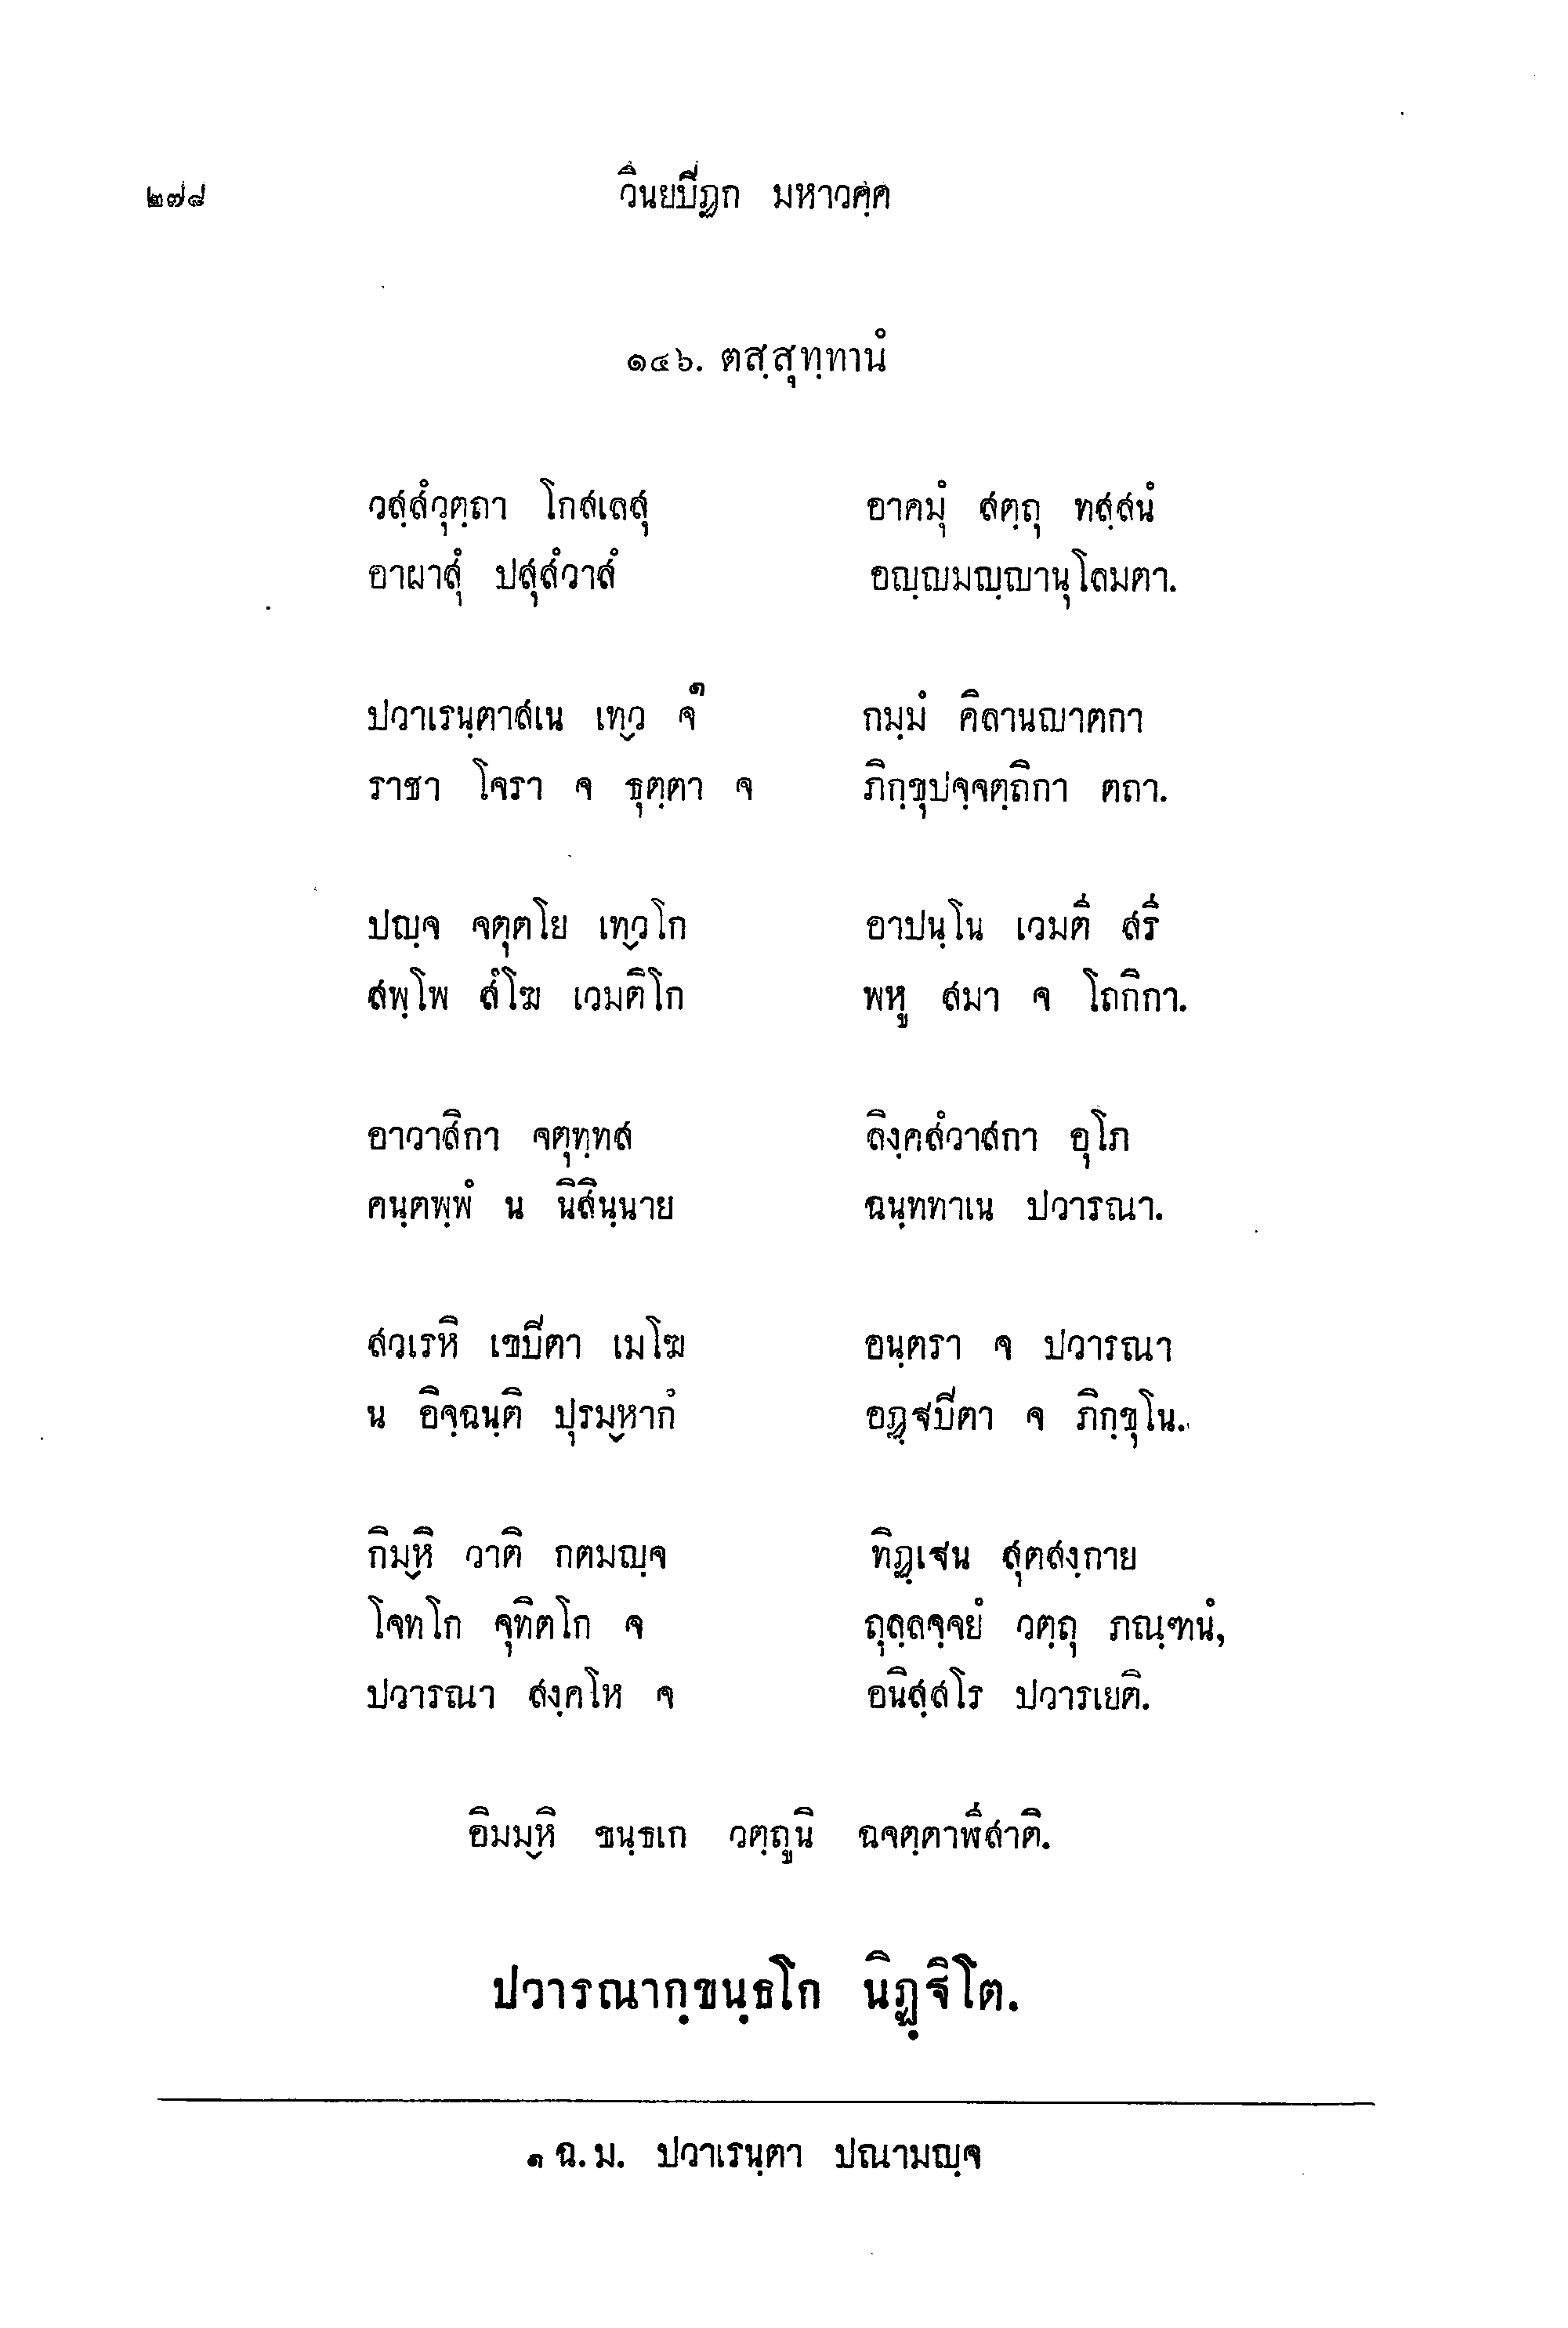 ๒๗๘ วินยปิฏก มหาวคฺค
๑๔๖. ตสฺสุทฺทานํ
วสฺสํวุตฺถา โกสเลสุ อาคมุํ สตฺถุ ทสฺสนํ
อาผาสุํ ปสุสํวาสํ อญฺญมญฺญานุโลมตา.
ปวาเรนฺตาสเน เทฺว จ๑ กมฺมํ คิลานญาตกา
ราชา โจรา จ ธุตฺตา จ ภิกฺขุปจฺจตฺถิกา ตถา.
ปญฺจ จตุตโย เทฺวโก อาปนฺโน เวมติ สริ
สพฺโพ สํโฆ เวมติโก พหู สมา จ โถกิกา.
อาวาสิกา จตุทฺทส ลิงฺคสํวาสกา อุโภ
คนฺตพฺพํ น นิสินฺนาย ฉนฺททาเน ปวารณา.
สวเรหิ เขปิตา เมโฆ อนฺตรา จ ปวารณา
น อิจฺฉนฺติ ปุรมฺหากํ อฏฺฐปิตา จ ภิกฺขุโน.
กิมฺหิ วาติ กตมญฺจ ทิฏฺเฐน สุตสงฺกาย
โจทโก จุทิตโก จ ถุลฺลจฺจยํ วตฺถุ ภณฺฑนํ,
ปวารณา สงฺคโห จ อนิสฺสโร ปวารเยติ.
อิมมฺหิ ขนฺธเก วตฺถูนิ ฉจตฺตาฬีสาติ.
ปวารณากฺขนฺธโก นิฏฺฐิโต.
๑ ฉ. ม. ปวาเรนฺตา ปณามญฺจ